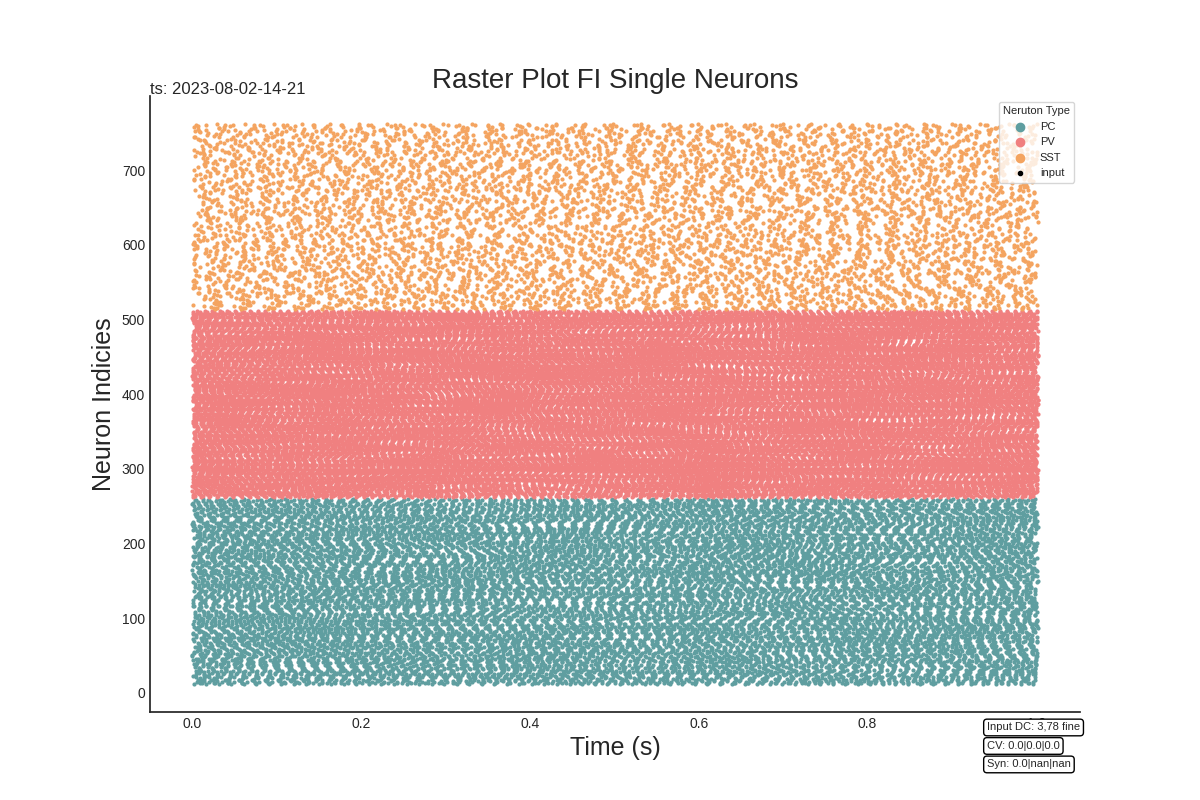 Raster Plot FI Single Neurons
ts: 2023-08-02-14-21
Neruton Type
PC
PV
SST
input
Neuron Indicies
700
600
500
400
300
200
100
0
0.0 0.2 0.4 0.6 0.8
Time (s)
Input DC: 3,78 fine
CV: 0.0|0.0|0.0
Syn: 0.0|nan|nan